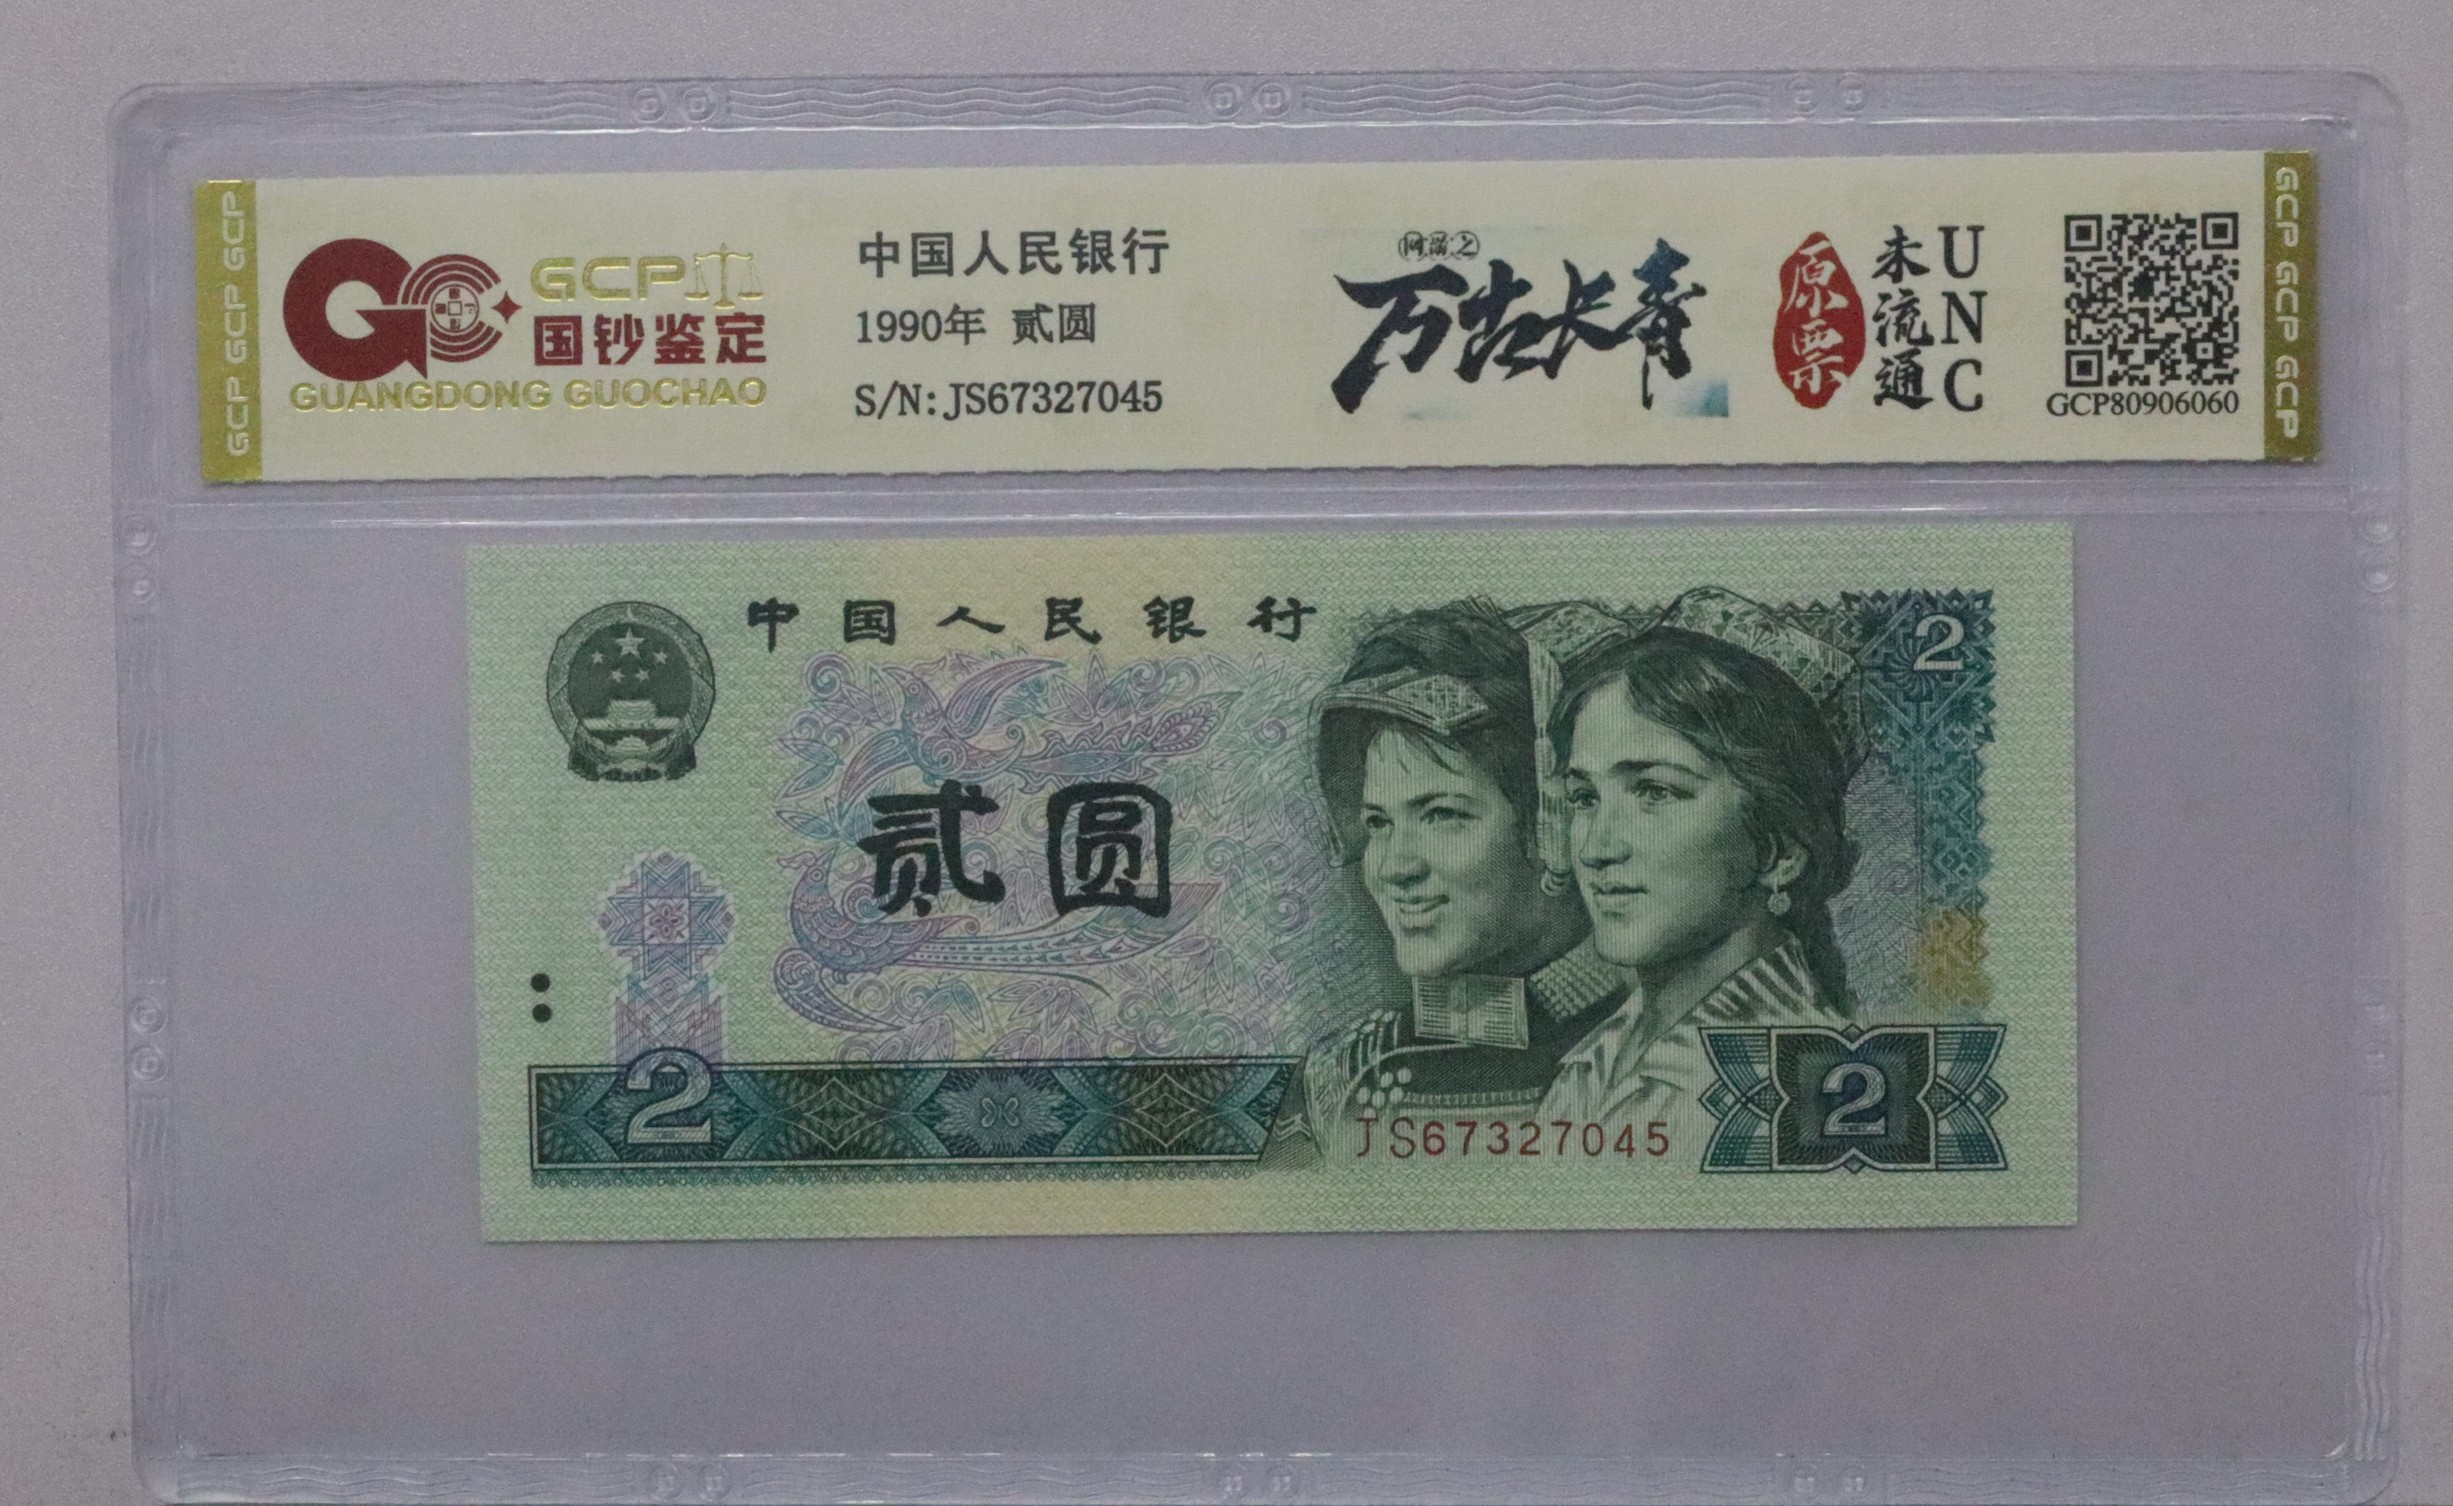 GCP GCP GCP
GCP
国钞鉴定
GUANGDONG GUOCHAO
中国人民银行
1990年 贰圆
S/N: JS67327045
万古长青
原票
未流通
UNC
GCP80906060
GCP GCP GCP
中国人民银行
2
贰圆
2
JS67327045
2